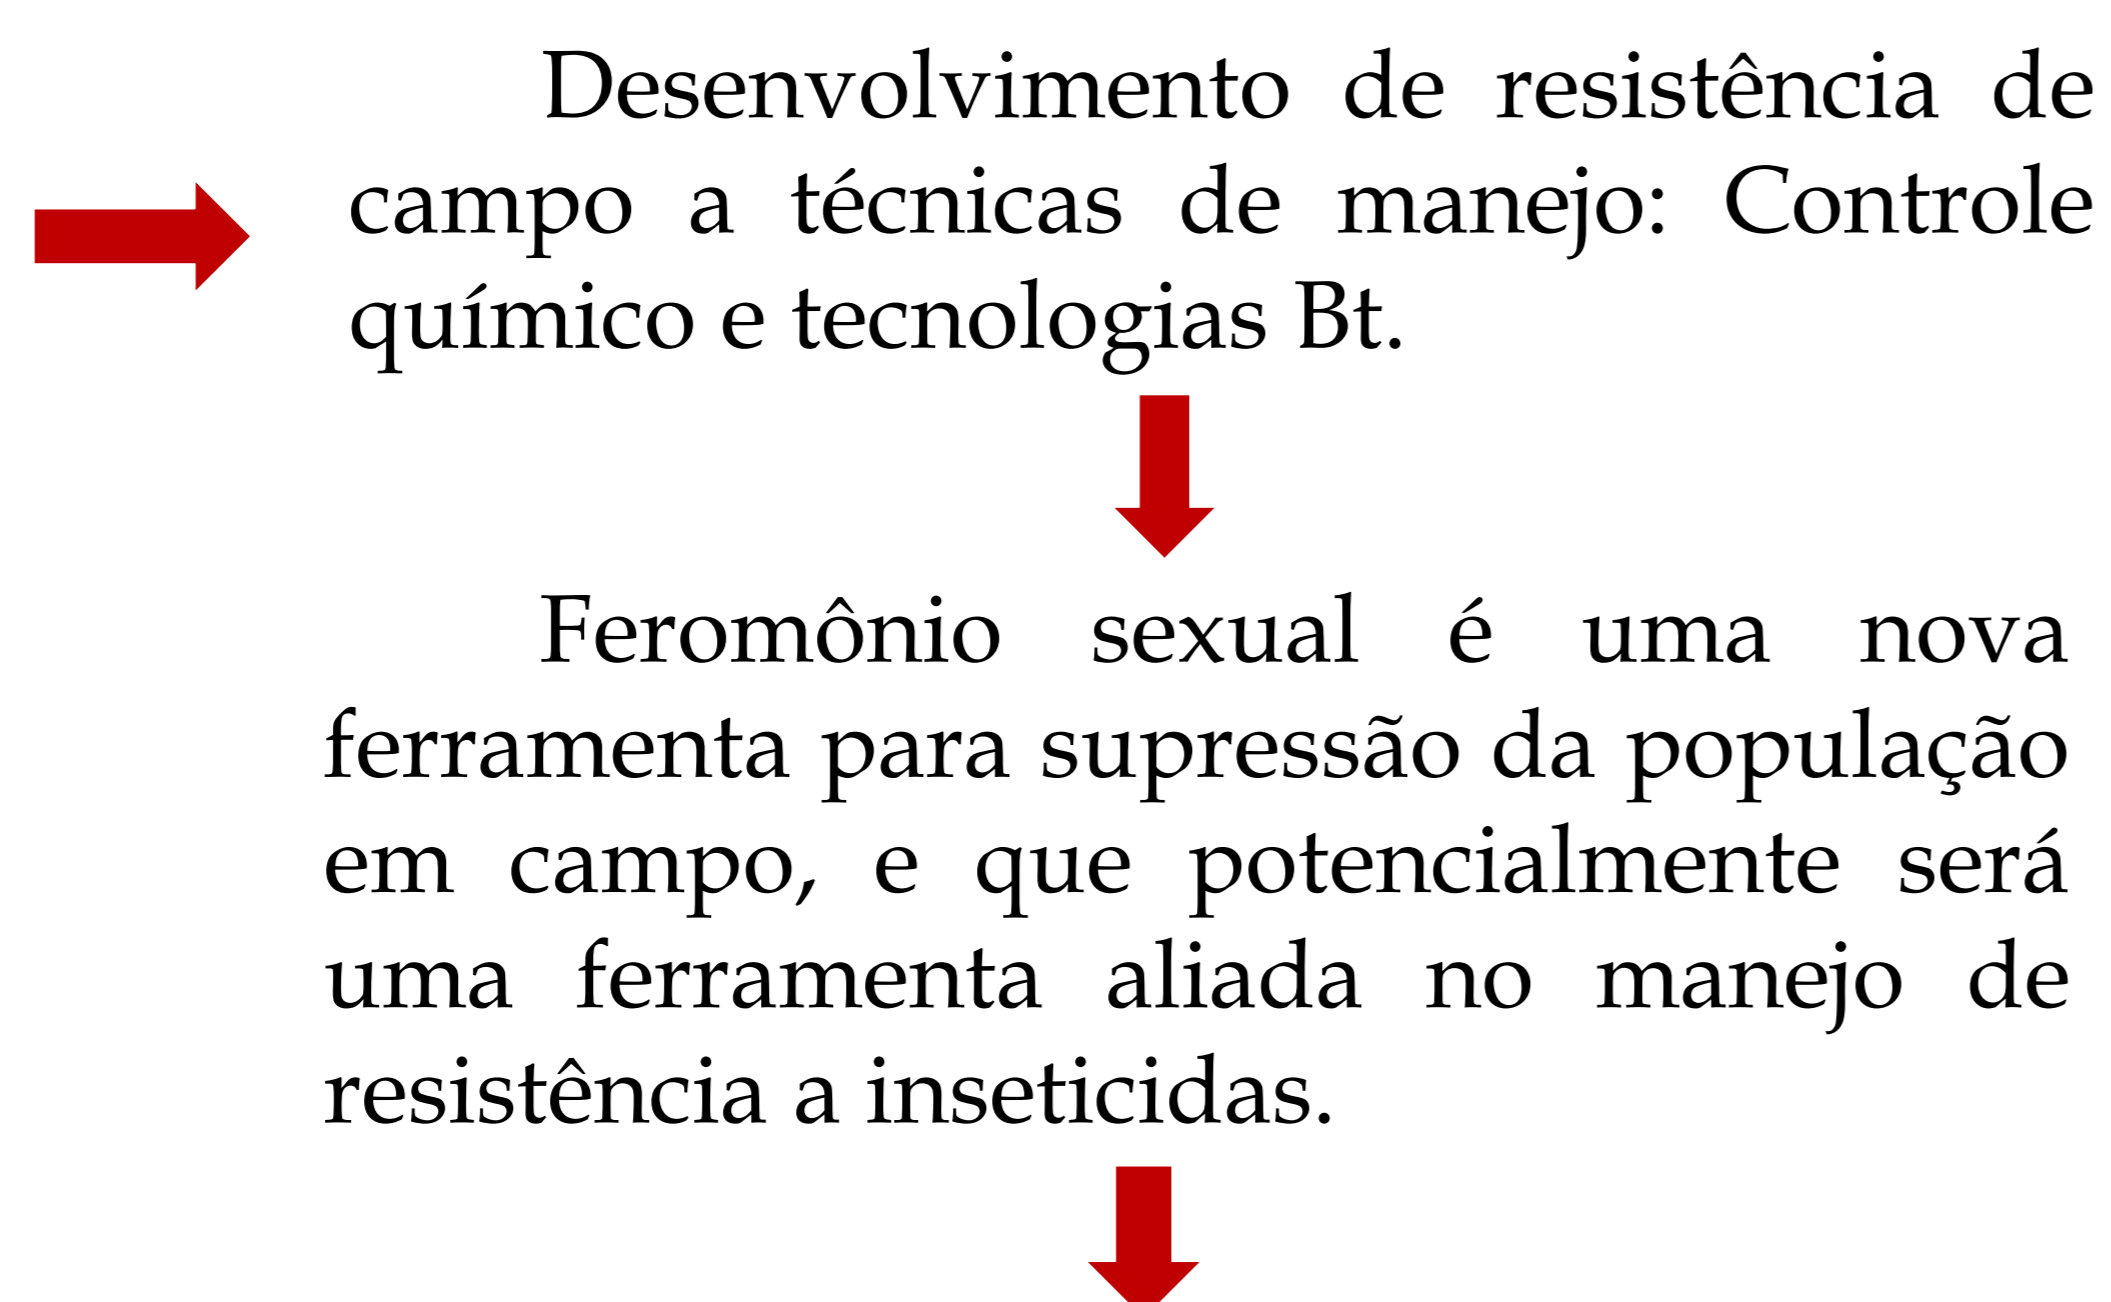 Desenvolvimento de resistência de
campo a técnicas de manejo: Controle
químico e tecnologias Bt.
Feromônio sexual é uma nova
ferramenta para supressão da população
em campo, e que potencialmente será
uma ferramenta aliada no manejo de
resistência a inseticidas.